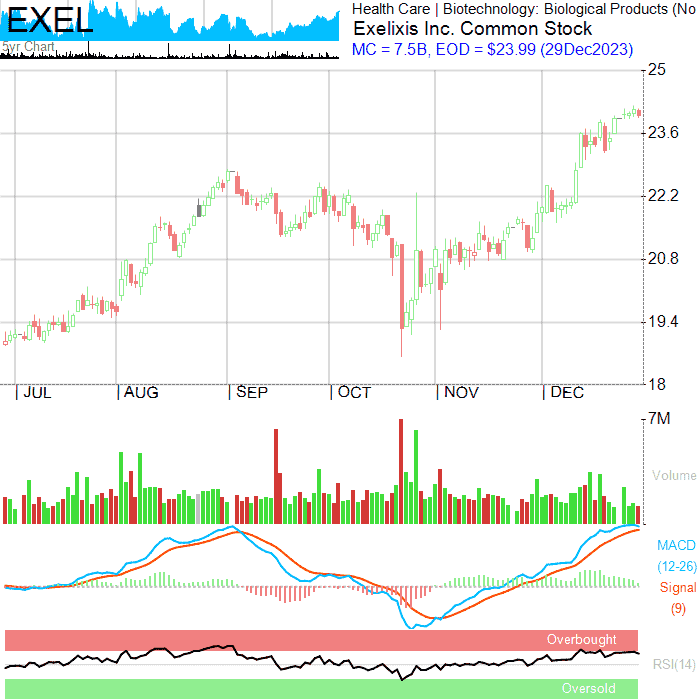 EXEL
5yr Chart
Health Care | Biotechnology: Biological Products (No
Exelixis Inc. Common Stock
MC = 7.5B, EOD = $23.99 (29Dec2023)
25
23.6
22.2
20.8
19.4
18
|JUL |AUG |SEP |OCT |NOV |DEC
7M
Volume
MACD
(12-26)
Signal
(9)
Overbought
RSI(14)
Oversold